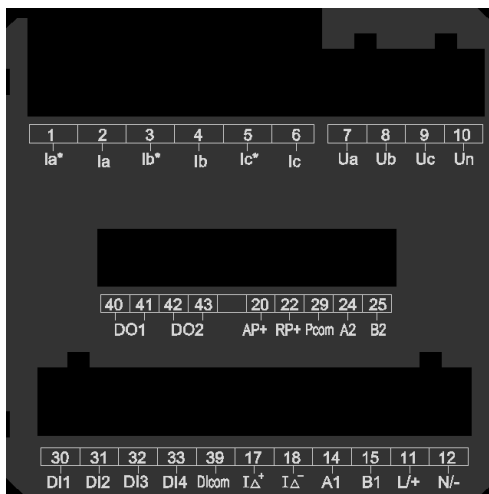 1 2 3 4 5 6 7 8 9 10
Ia* Ia Ib* Ib Ic* Ic Ua Ub Uc Un
40 41 42 43 20 22 29 24 25
DO1 DO2 AP+ RP+ Pcom A2 B2
30 31 32 33 39 17 18 14 15 11 12
DI1 DI2 DI3 DI4 DIcom I△+ I△- A1 B1 L/+ N/-